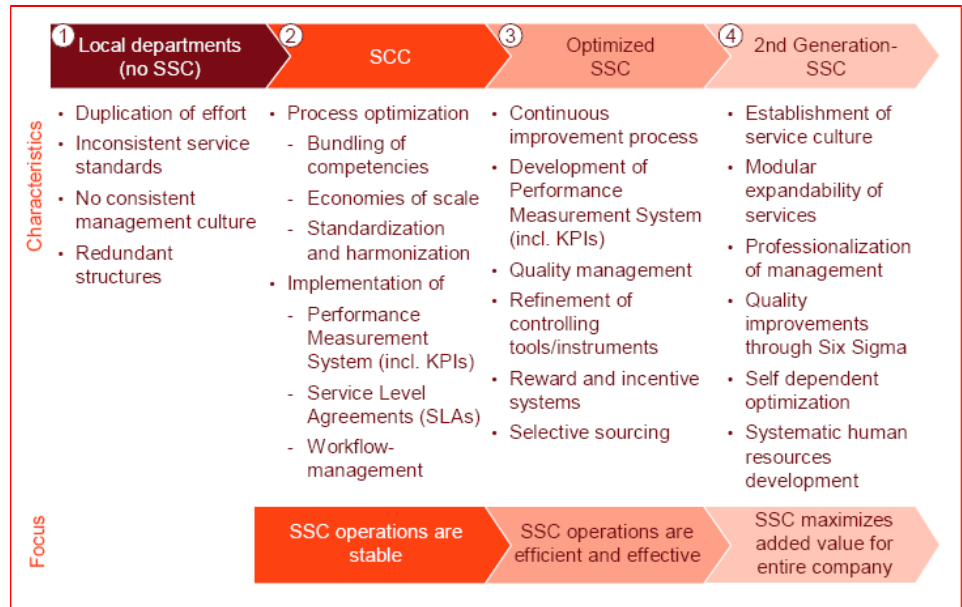 1
Local departments
(no SSC)
2
SCC
3
Optimized
SSC
4
2nd Generation-
SSC
Characteristics
• Duplication of effort
• Inconsistent service
standards
• No consistent
management culture
• Redundant
structures
• Process optimization
- Bundling of
competencies
- Economies of scale
- Standardization
and harmonization
• Implementation of
- Performance
Measurement
System (incl. KPIs)
- Service Level
Agreements (SLAs)
- Workflow-
management
• Continuous
improvement process
• Development of
Performance
Measurement System
(incl. KPIs)
• Quality management
• Refinement of
controlling
tools/instruments
• Reward and incentive
systems
• Selective sourcing
• Establishment of
service culture
• Modular
expandability of
services
• Professionalization
of management
• Quality
improvements
through Six Sigma
• Self dependent
optimization
• Systematic human
resources
development
Focus
SSC operations are
stable
SSC operations are
efficient and effective
SSC maximizes
added value for
entire company